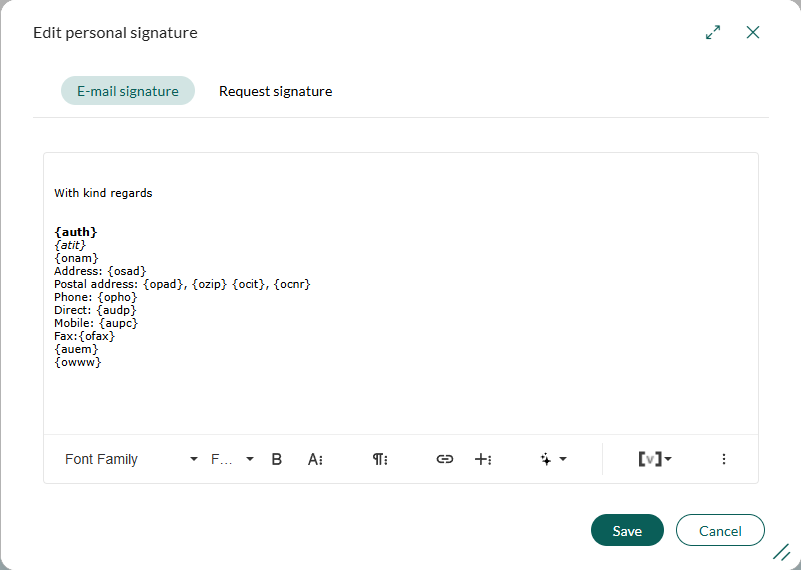 Edit personal signature
E-mail signature
Request signature
With kind regards
{auth}
{atit}
{onam}
Address: {osad}
Postal address: {opad}, {ozip} {ocit}, {ocnr}
Phone: {opho}
Direct: {audp}
Mobile: {aupc}
Fax:{ofax}
{auem}
{owww}
Font Family F... B A [v]
Save Cancel